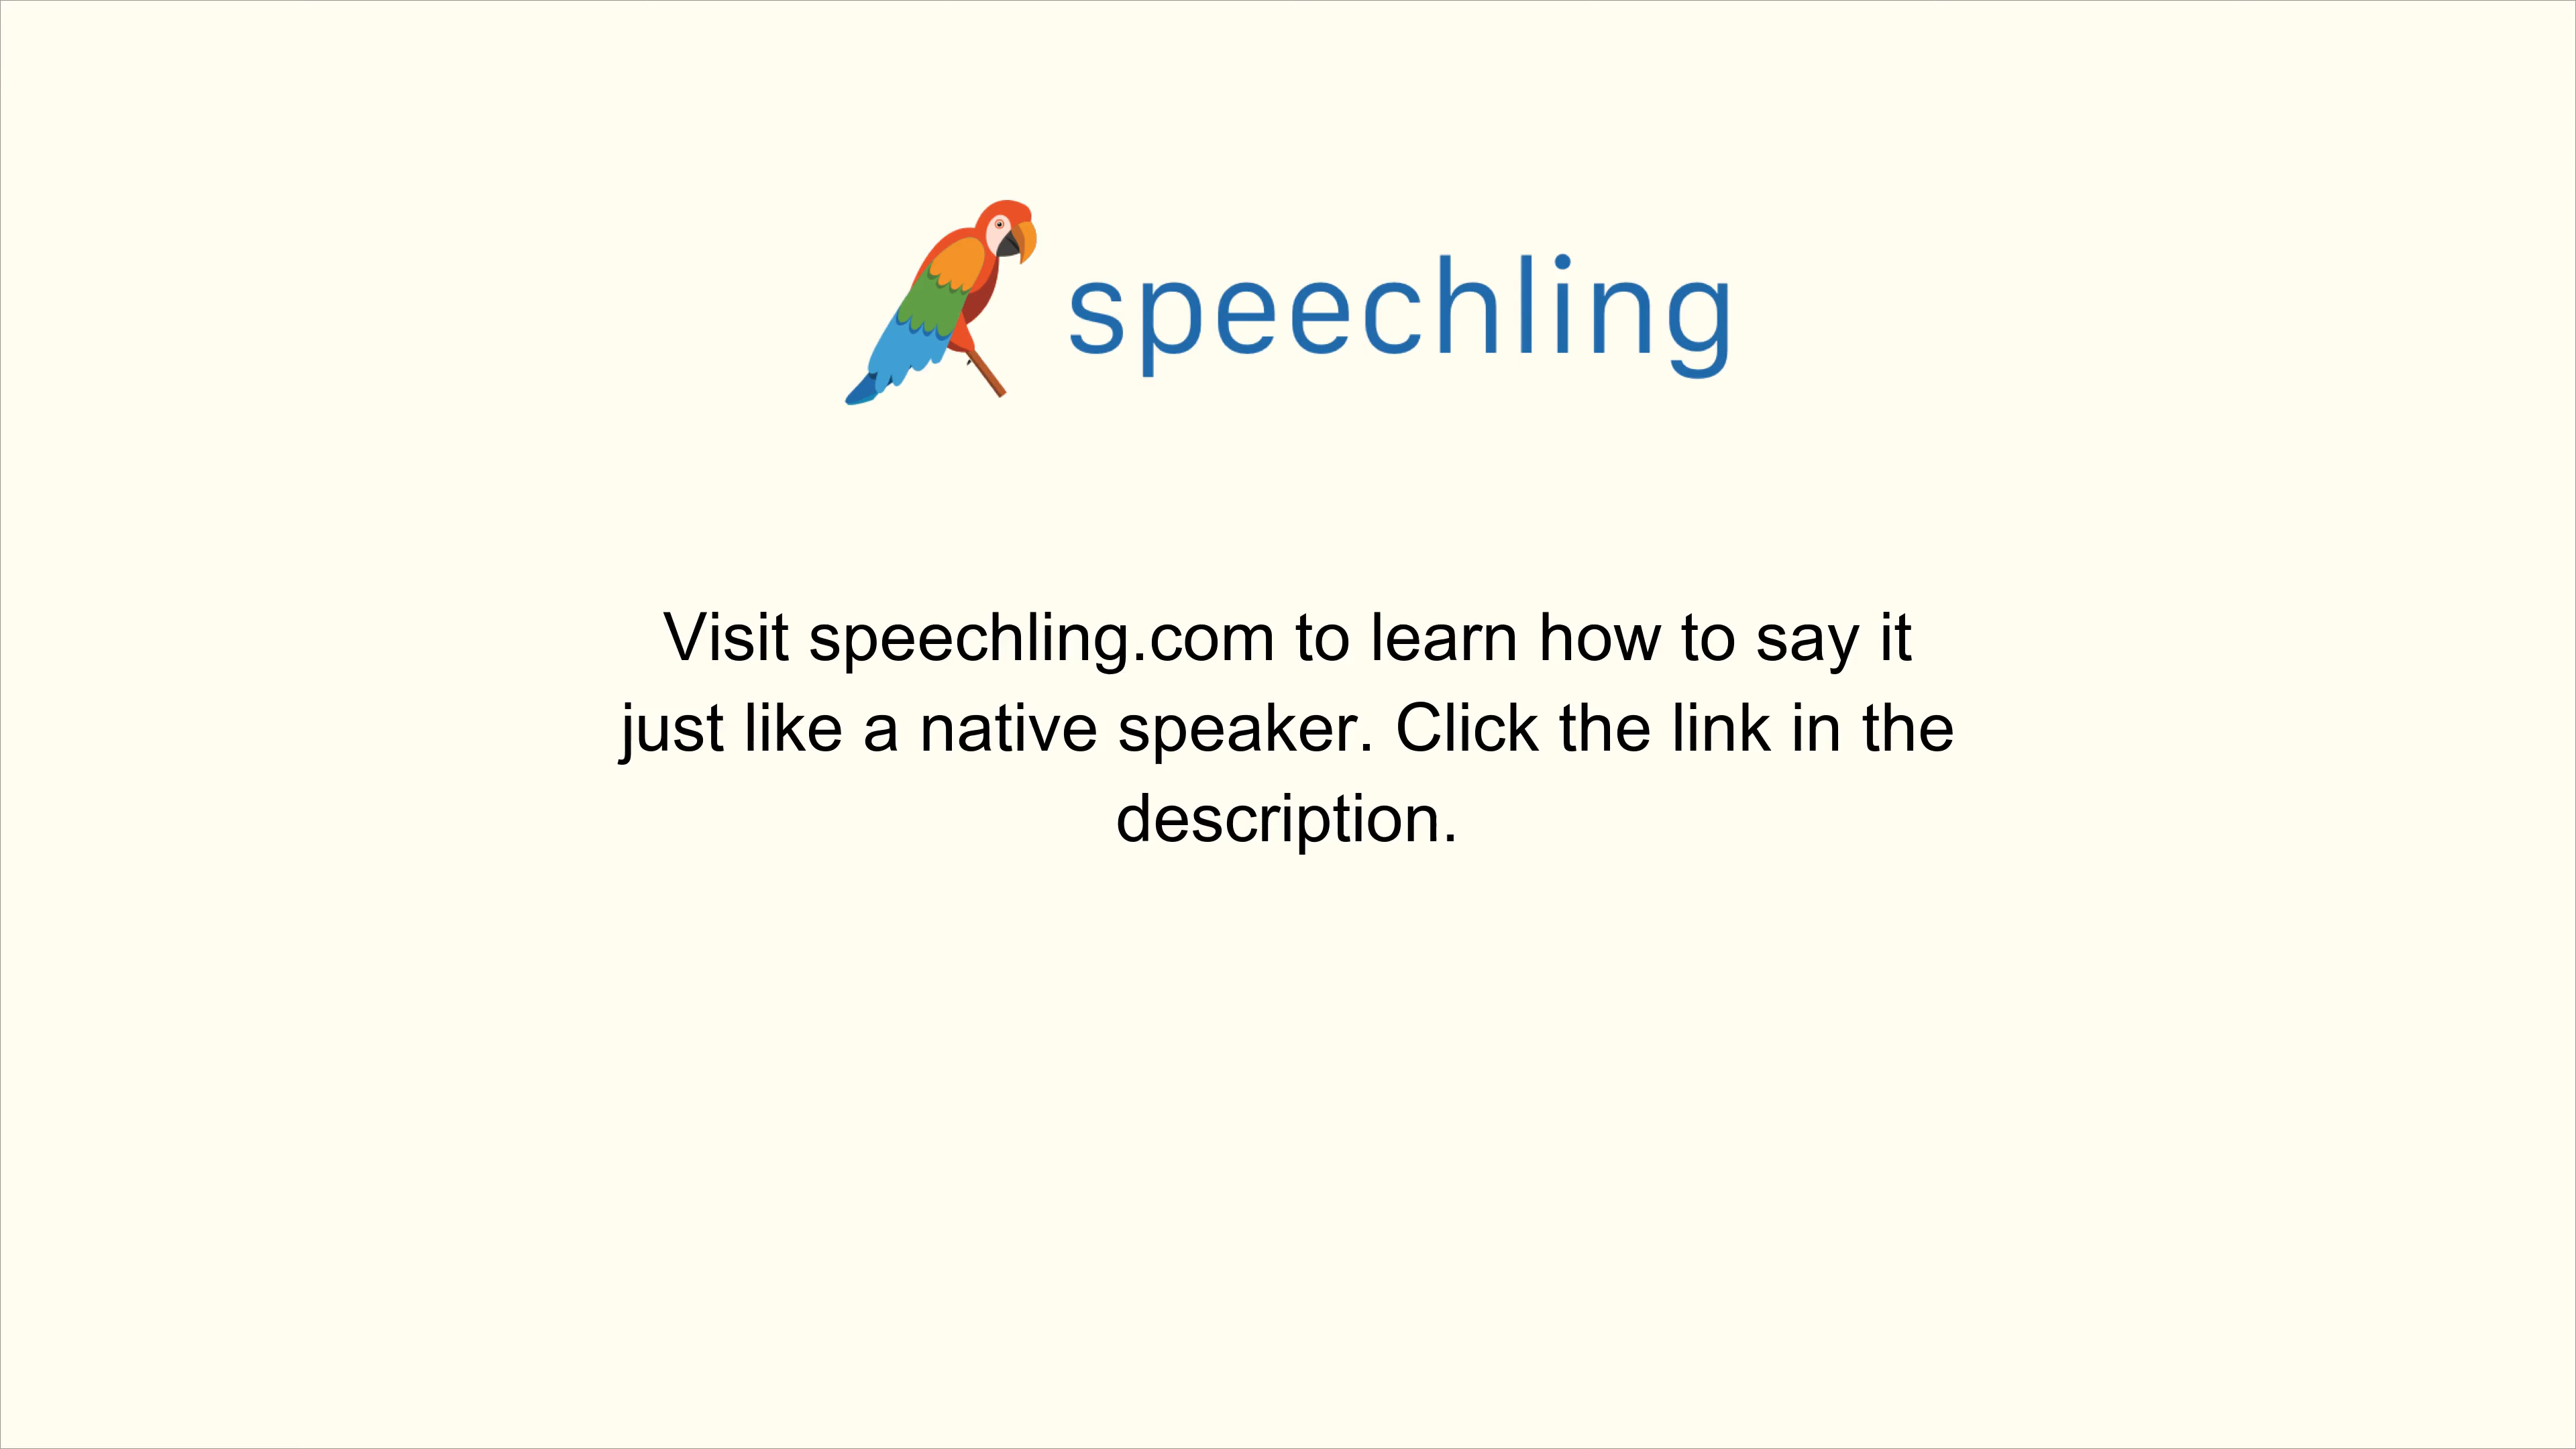 speechling
Visit speechling.com to learn how to say it
just like a native speaker. Click the link in the
description.